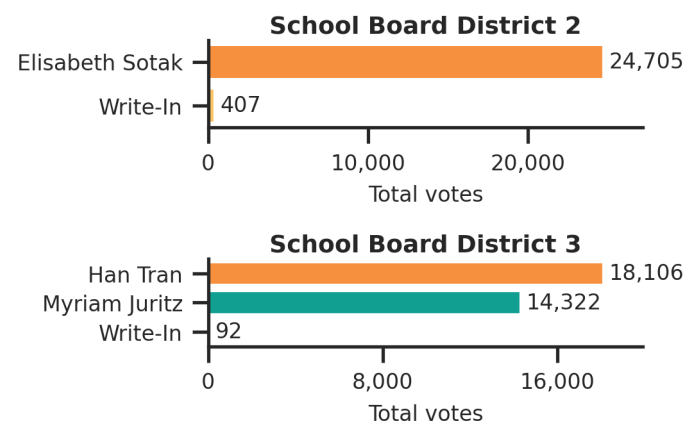 School Board District 2
Elisabeth Sotak 24,705
Write-In 407
0 10,000 20,000
Total votes
School Board District 3
Han Tran 18,106
Myriam Juritz 14,322
Write-In 92
0 8,000 16,000
Total votes